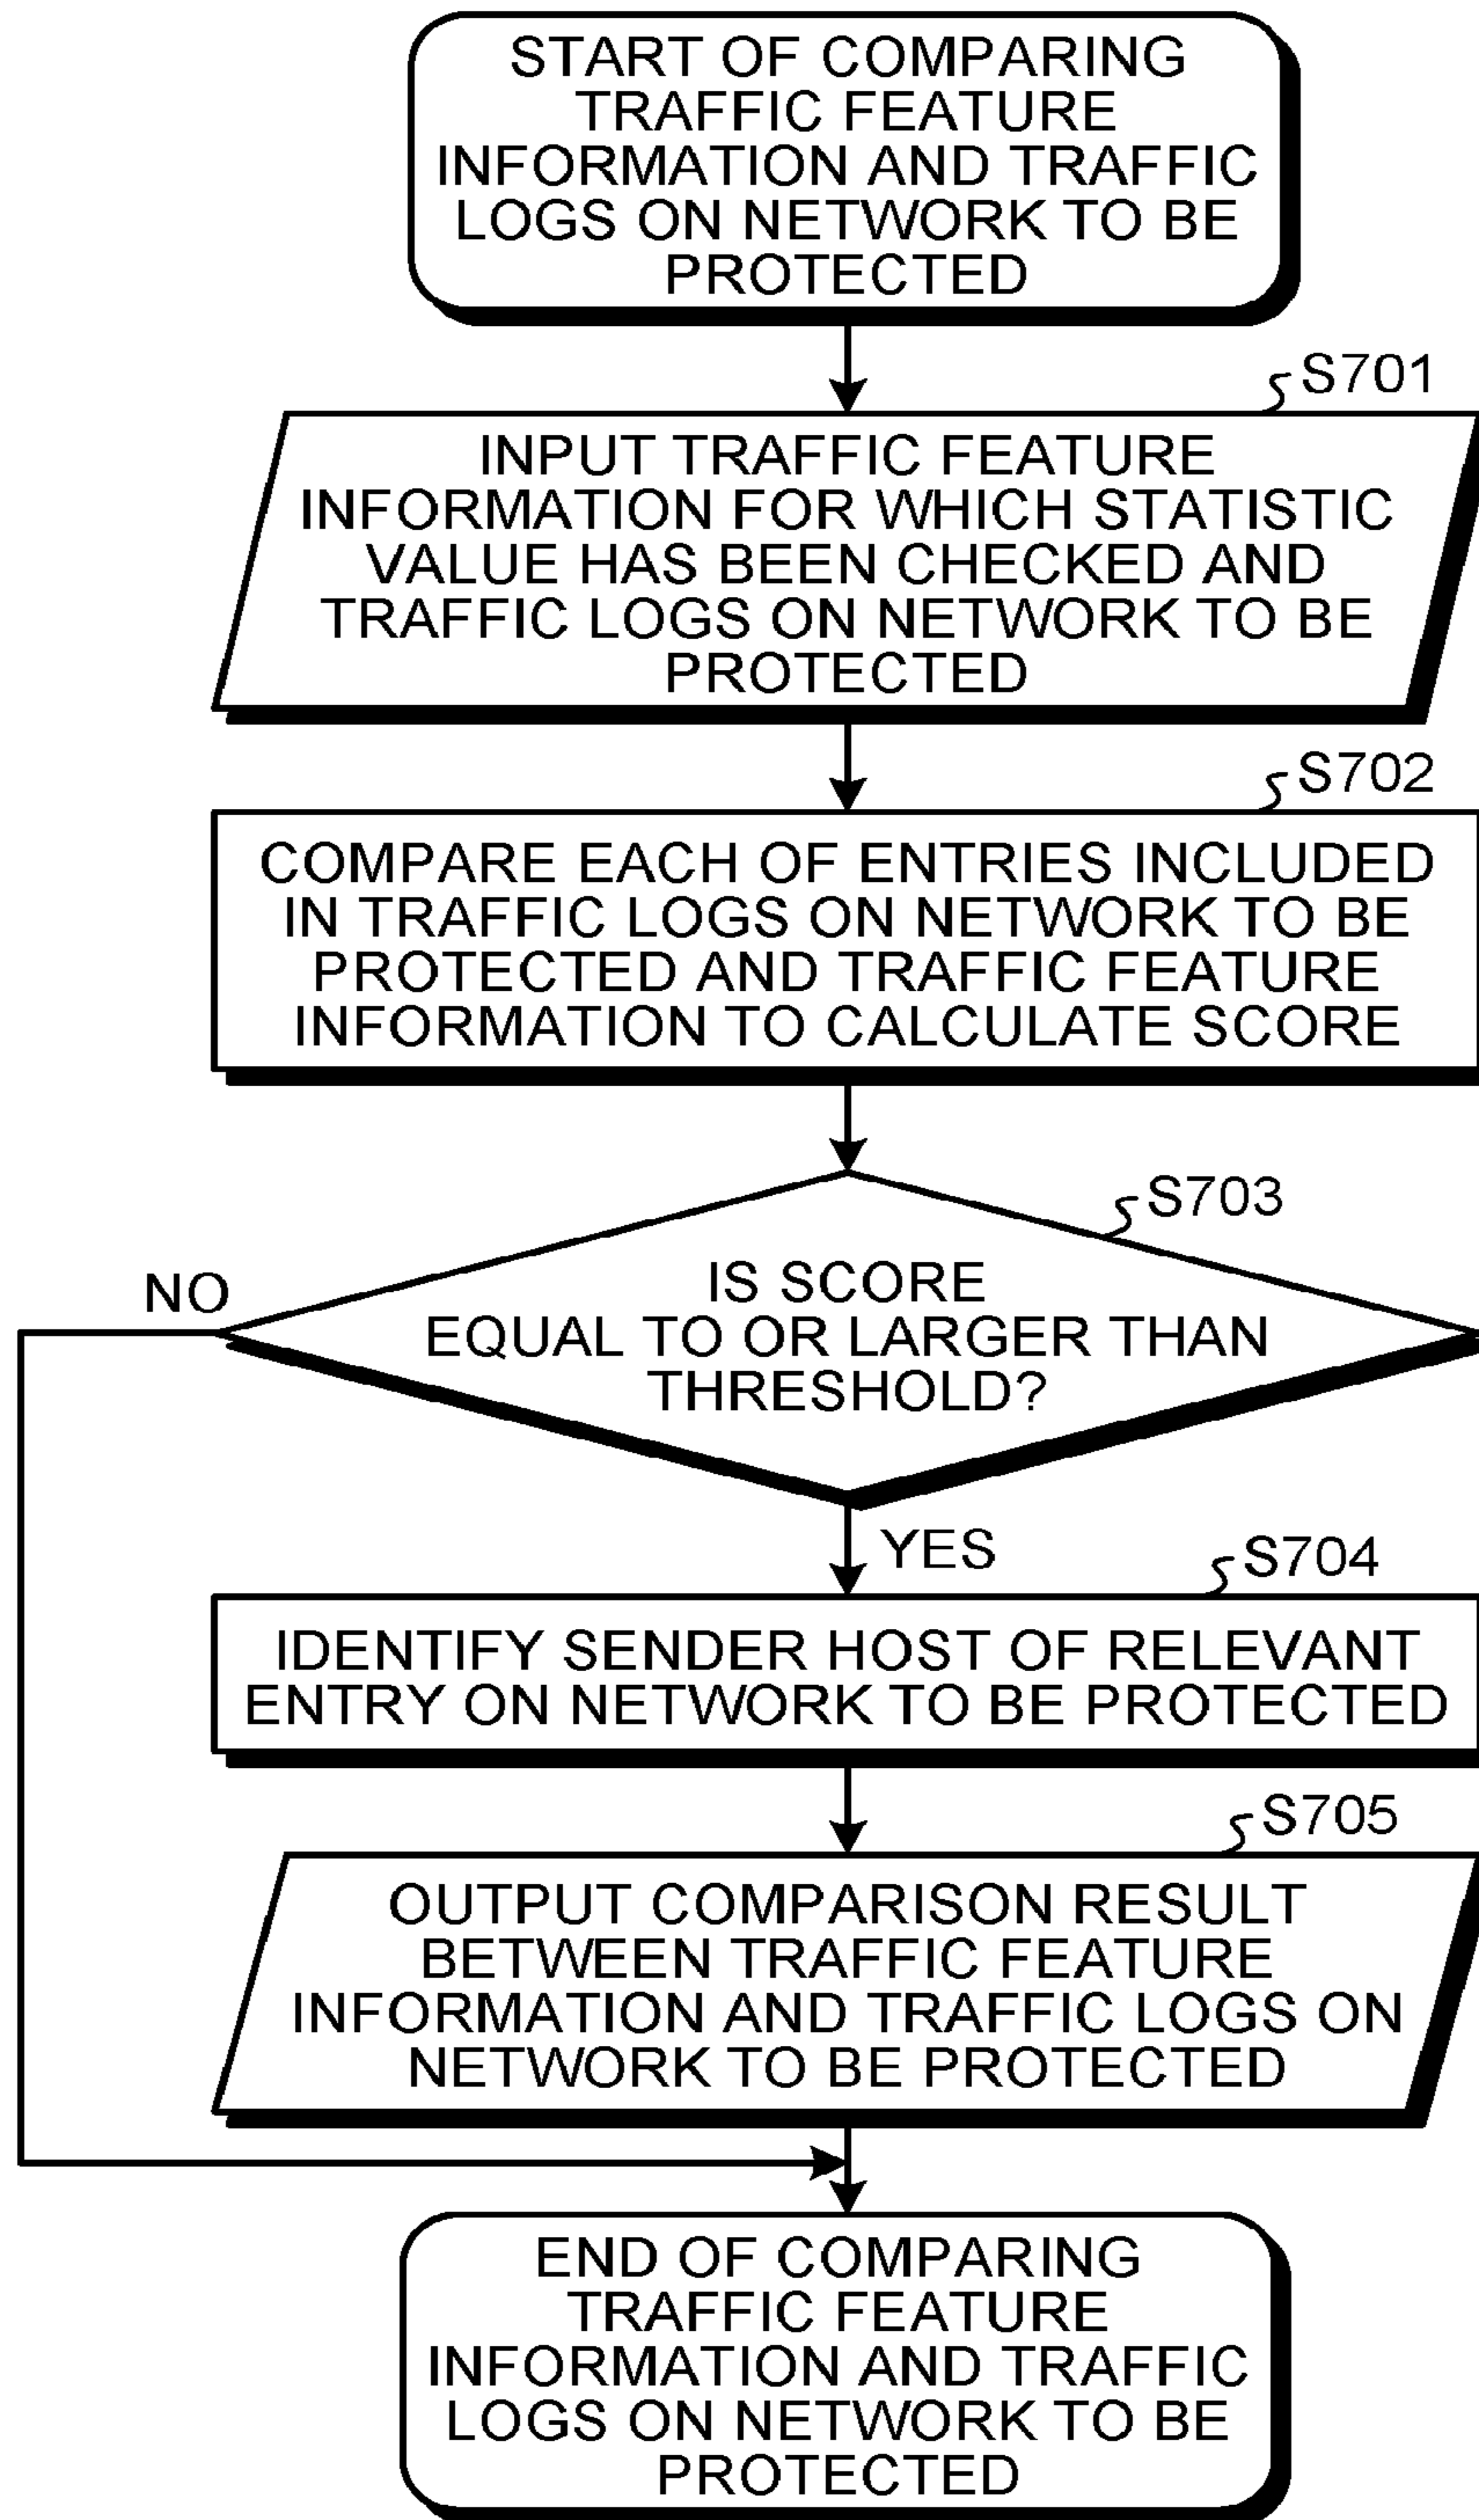 START OF COMPARING
TRAFFIC FEATURE
INFORMATION AND TRAFFIC
LOGS ON NETWORK TO BE
PROTECTED
S701
INPUT TRAFFIC FEATURE
INFORMATION FOR WHICH STATISTIC
VALUE HAS BEEN CHECKED AND
TRAFFIC LOGS ON NETWORK TO BE
PROTECTED
S702
COMPARE EACH OF ENTRIES INCLUDED
IN TRAFFIC LOGS ON NETWORK TO BE
PROTECTED AND TRAFFIC FEATURE
INFORMATION TO CALCULATE SCORE
S703
NO
IS SCORE
EQUAL TO OR LARGER THAN
THRESHOLD?
YES
S704
IDENTIFY SENDER HOST OF RELEVANT
ENTRY ON NETWORK TO BE PROTECTED
S705
OUTPUT COMPARISON RESULT
BETWEEN TRAFFIC FEATURE
INFORMATION AND TRAFFIC LOGS ON
NETWORK TO BE PROTECTED
END OF COMPARING
TRAFFIC FEATURE
INFORMATION AND TRAFFIC
LOGS ON NETWORK TO BE
PROTECTED